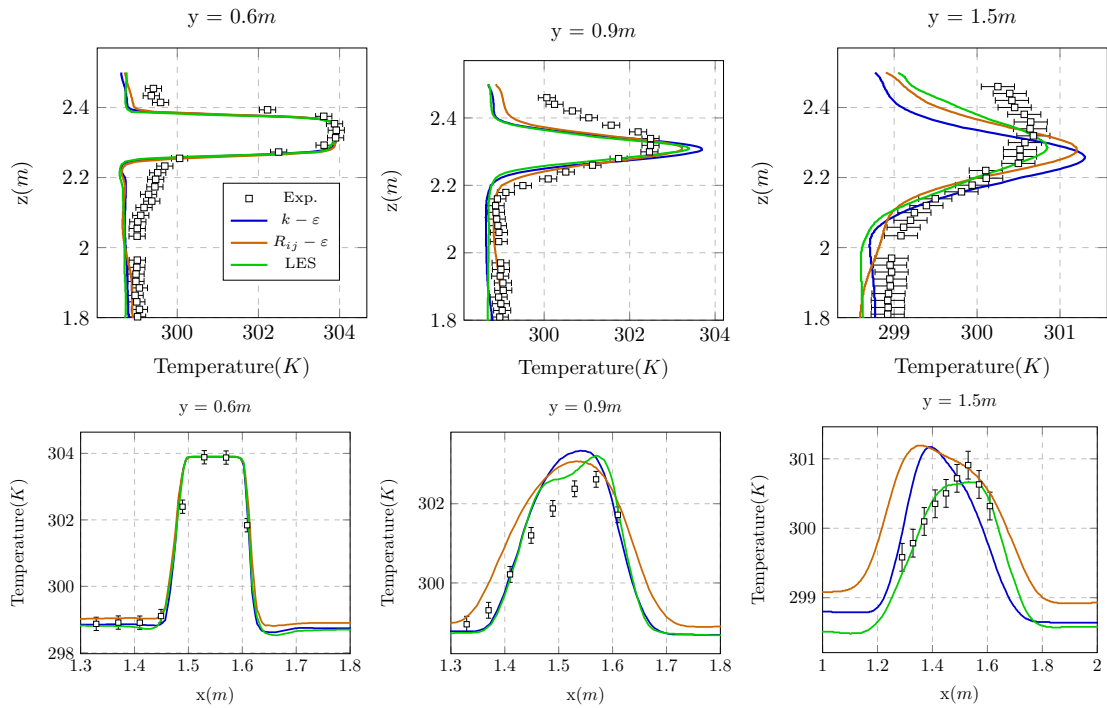 y = 0.6m
y = 0.9m
y = 1.5m
z(m)
2.4
2.2
2
1.8
300
302
304
Temperature(K)
Exp.
k − ε
R_{ij} − ε
LES
z(m)
2.4
2.2
2
1.8
300
302
304
Temperature(K)
z(m)
2.4
2.2
2
1.8
299
300
301
Temperature(K)
y = 0.6m
y = 0.9m
y = 1.5m
Temperature(K)
304
302
299
298
1.3
1.4
1.5
1.6
1.7
1.8
x(m)
Temperature(K)
302
300
1.3
1.4
1.5
1.6
1.7
1.8
x(m)
Temperature(K)
301
300
299
1
1.2
1.4
1.6
1.8
2
x(m)